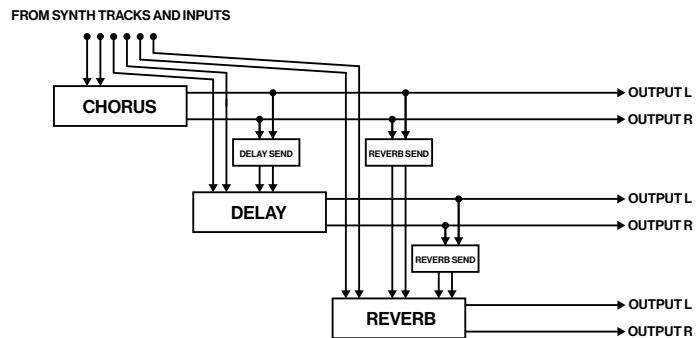 FROM SYNTH TRACKS AND INPUTS
CHORUS
OUTPUT L
OUTPUT R
DELAY SEND
REVERB SEND
DELAY
OUTPUT L
OUTPUT R
REVERB SEND
REVERB
OUTPUT L
OUTPUT R